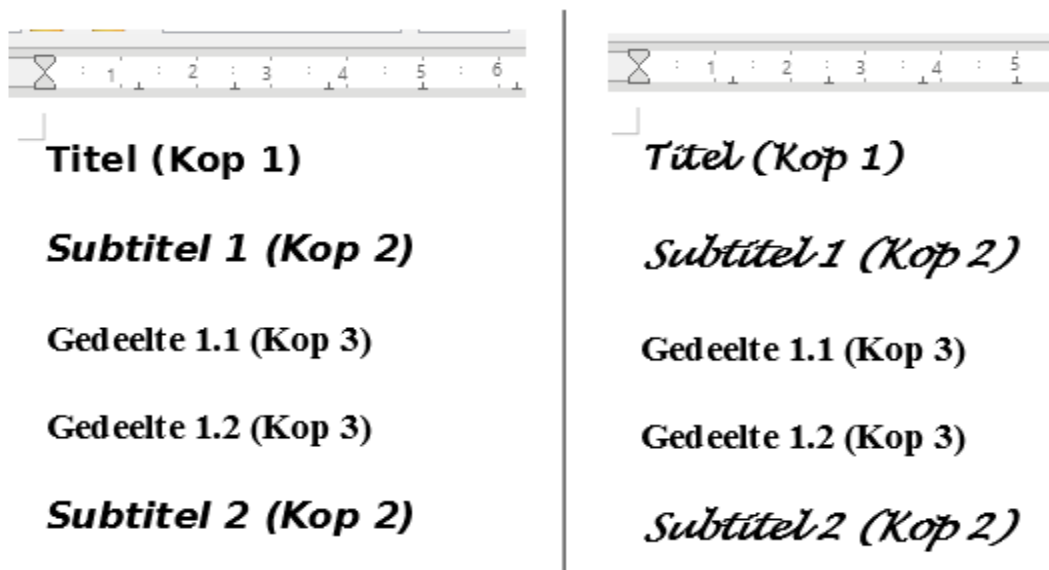 1 2 3 4 5 6
Titel (Kop 1)
Subtitel 1 (Kop 2)
Gedeelte 1.1 (Kop 3)
Gedeelte 1.2 (Kop 3)
Subtitel 2 (Kop 2)
1 2 3 4 5
Titel (Kop 1)
Subtitel 1 (Kop 2)
Gedeelte 1.1 (Kop 3)
Gedeelte 1.2 (Kop 3)
Subtitel 2 (Kop 2)